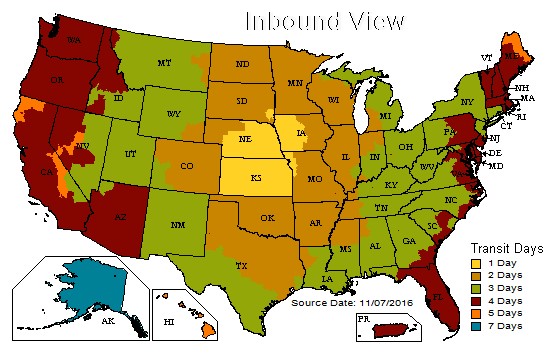 Inbound View
WA
OR
ID
MT
WY
NV
UT
CA
AZ
CO
NM
ND
SD
NE
KS
OK
TX
MN
IA
MO
AR
LA
WI
IL
MI
IN
OH
KY
TN
MS
AL
GA
FL
SC
NC
VA
WV
PA
NY
VT
ME
NH
MA
RI
CT
NJ
DE
MD
AK
HI
PR
Transit Days
1 Day
2 Days
3 Days
4 Days
5 Days
7 Days
Source Date: 11/07/2016